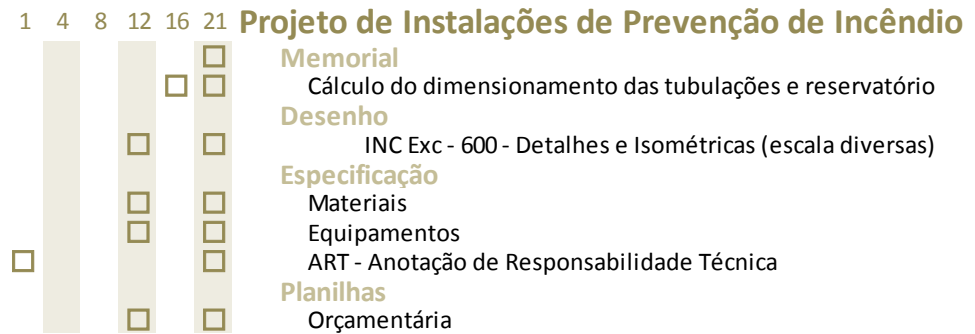 1 4 8 12 16 21 Projeto de Instalações de Prevenção de Incêndio
Memorial
Cálculo do dimensionamento das tubulações e reservatório
Desenho
INC Exc - 600 - Detalhes e Isométricas (escala diversas)
Especificação
Materiais
Equipamentos
ART - Anotação de Responsabilidade Técnica
Planilhas
Orçamentária